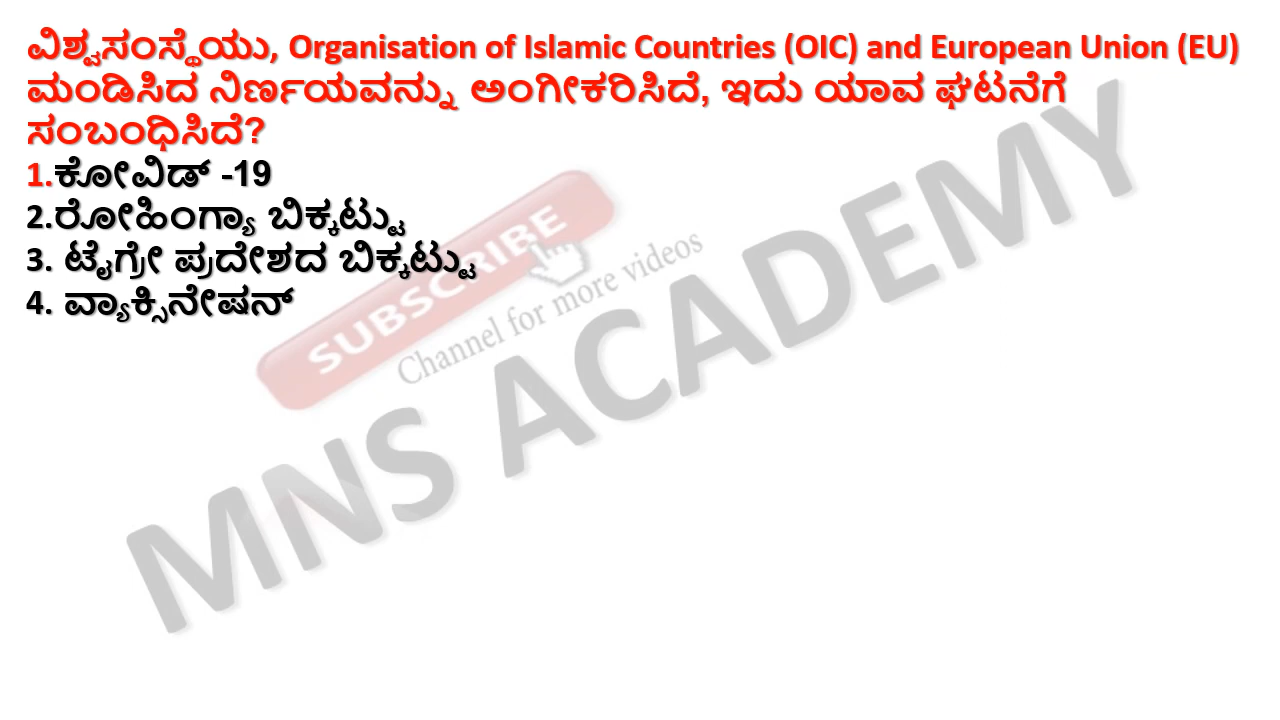 ವಿಶ್ವಸಂಸ್ಥೆಯು, Organisation of Islamic Countries (OIC) and European Union (EU)
ಮಂಡಿಸಿದ ನಿರ್ಣಯವನ್ನು ಅಂಗೀಕರಿಸಿದೆ, ಇದು ಯಾವ ಘಟನೆಗೆ
ಸಂಬಂಧಿಸಿದೆ?
1.ಕೋವಿಡ್ -19
2.ರೋಹಿಂಗ್ಯಾ ಬಿಕ್ಕಟ್ಟು
3. ಟೈಗ್ರೇ ಪ್ರದೇಶದ ಬಿಕ್ಕಟ್ಟು
4. ವ್ಯಾಕ್ಸಿನೇಷನ್
SUBSCRIBE
Channel for more videos
MNS ACADEMY